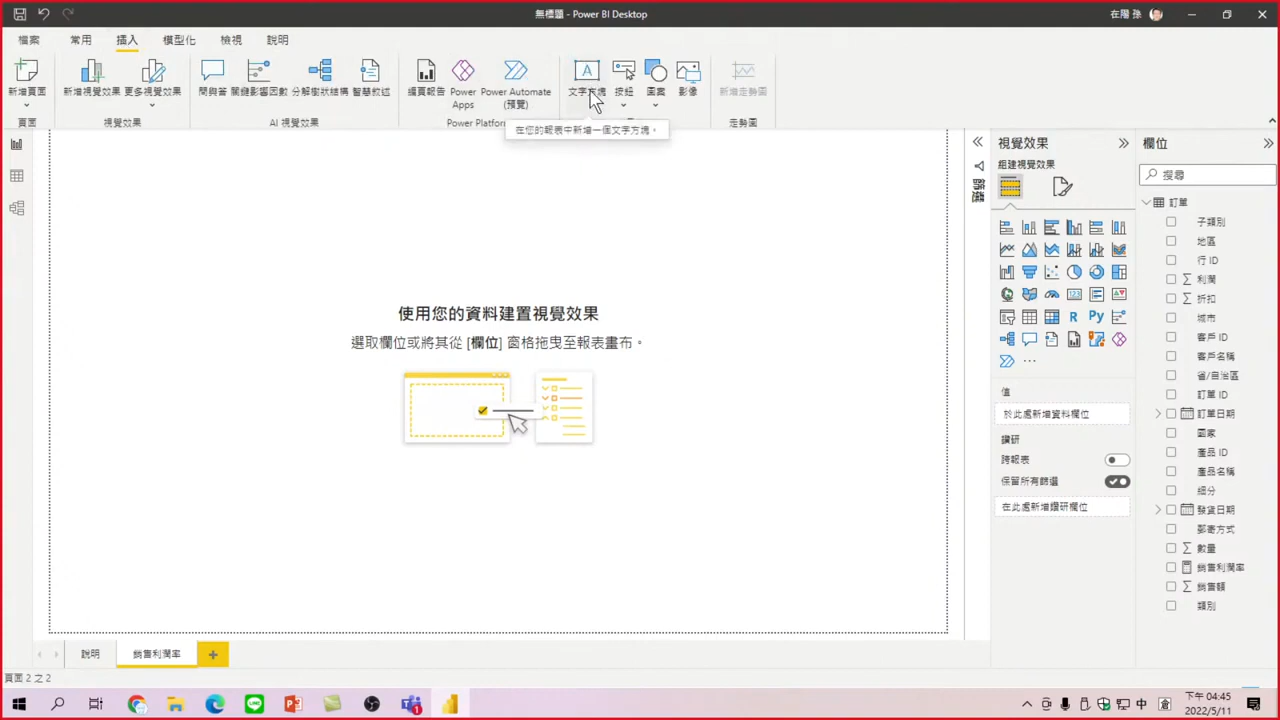 無標題 - Power BI Desktop
在陽 孫
檔案 常用 插入 模型化 檢視 說明
新增頁面 新增視覺效果 更多視覺效果 問與答 關鍵影響因數 分解樹狀結構 智慧敘述 編頁報告 Power Apps Power Automate (預覽) 文字方塊 按鈕 圖案 影像 新增走勢圖
頁面 視覺效果 AI 視覺效果 Power Platform 走勢圖
在您的報表中新增一個文字方塊。
視覺效果
組建視覺效果
篩選
欄位
搜尋
訂單
子類別
地區
行 ID
利潤
折扣
城市
客戶 ID
客戶名稱
省/自治區
訂單 ID
訂單日期
國家
產品 ID
產品名稱
細分
發貨日期
郵寄方式
數量
銷售利潤率
銷售額
類別
R Py
123
值
於此處新增資料欄位
鑽研
跨報表
保留所有篩選
在此處新增鑽研欄位
使用您的資料建置視覺效果
選取欄位或將其從 [欄位] 窗格拖曳至報表畫布。
說明 銷售利潤率
頁面 2 之 2
中 倉
下午 04:45
2022/5/11